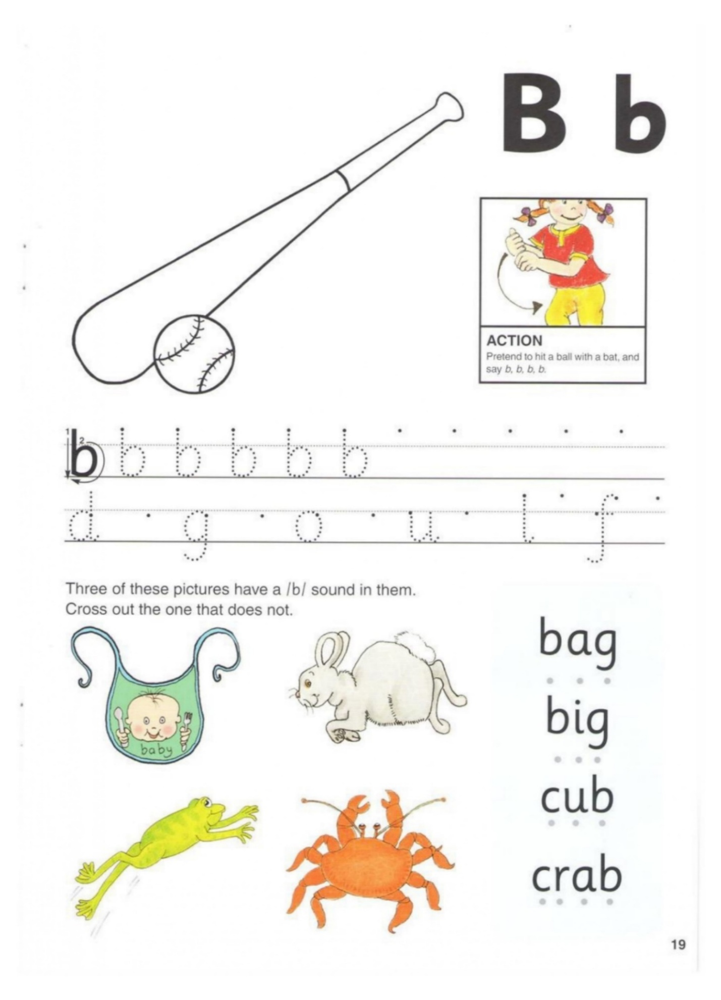 B b
ACTION
Pretend to hit a ball with a bat, and
say b, b, b, b.
1 2
b b b b b b
d g o u t f
Three of these pictures have a /b/ sound in them.
Cross out the one that does not.
baby
bag
big
cub
crab
19